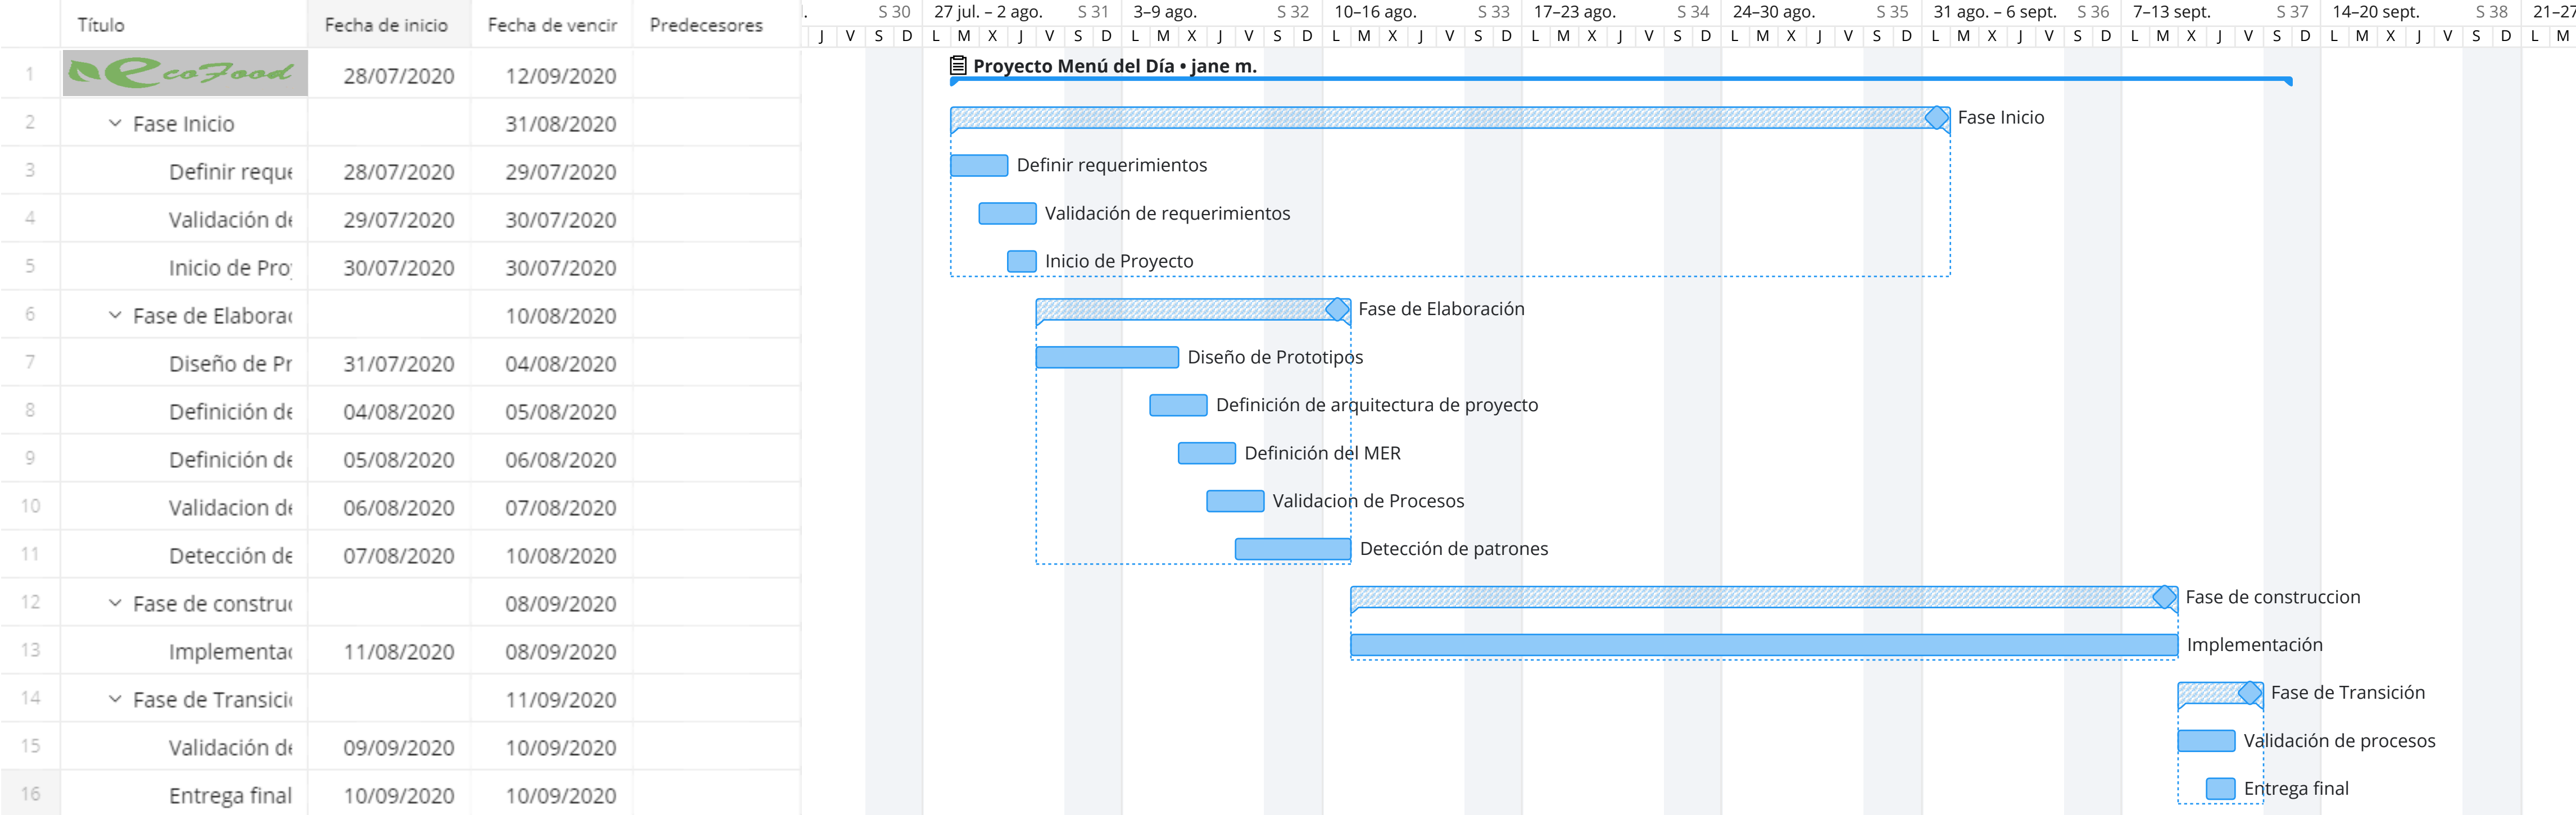 Título Fecha de inicio Fecha de vencir Predecesores
. S 30 27 jul. – 2 ago. S 31 3–9 ago. S 32 10–16 ago. S 33 17–23 ago. S 34 24–30 ago. S 35 31 ago. – 6 sept. S 36 7–13 sept. S 37 14–20 sept. S 38 21–27
J V S D L M X J V S D L M X J V S D L M X J V S D L M X J V S D L M X J V S D L M X J V S D L M X J V S D L M X J V S D L M
1 ecoFood 28/07/2020 12/09/2020 Proyecto Menú del Día • jane m.
2 Fase Inicio 31/08/2020 Fase Inicio
3 Definir reque 28/07/2020 29/07/2020 Definir requerimientos
4 Validación de 29/07/2020 30/07/2020 Validación de requerimientos
5 Inicio de Proy 30/07/2020 30/07/2020 Inicio de Proyecto
6 Fase de Elaborac 10/08/2020 Fase de Elaboración
7 Diseño de Pr 31/07/2020 04/08/2020 Diseño de Prototipos
8 Definición de 04/08/2020 05/08/2020 Definición de arquitectura de proyecto
9 Definición de 05/08/2020 06/08/2020 Definición del MER
10 Validacion de 06/08/2020 07/08/2020 Validacion de Procesos
11 Detección de 07/08/2020 10/08/2020 Detección de patrones
12 Fase de construc 08/09/2020 Fase de construccion
13 Implementac 11/08/2020 08/09/2020 Implementación
14 Fase de Transició 11/09/2020 Fase de Transición
15 Validación de 09/09/2020 10/09/2020 Validación de procesos
16 Entrega final 10/09/2020 10/09/2020 Entrega final